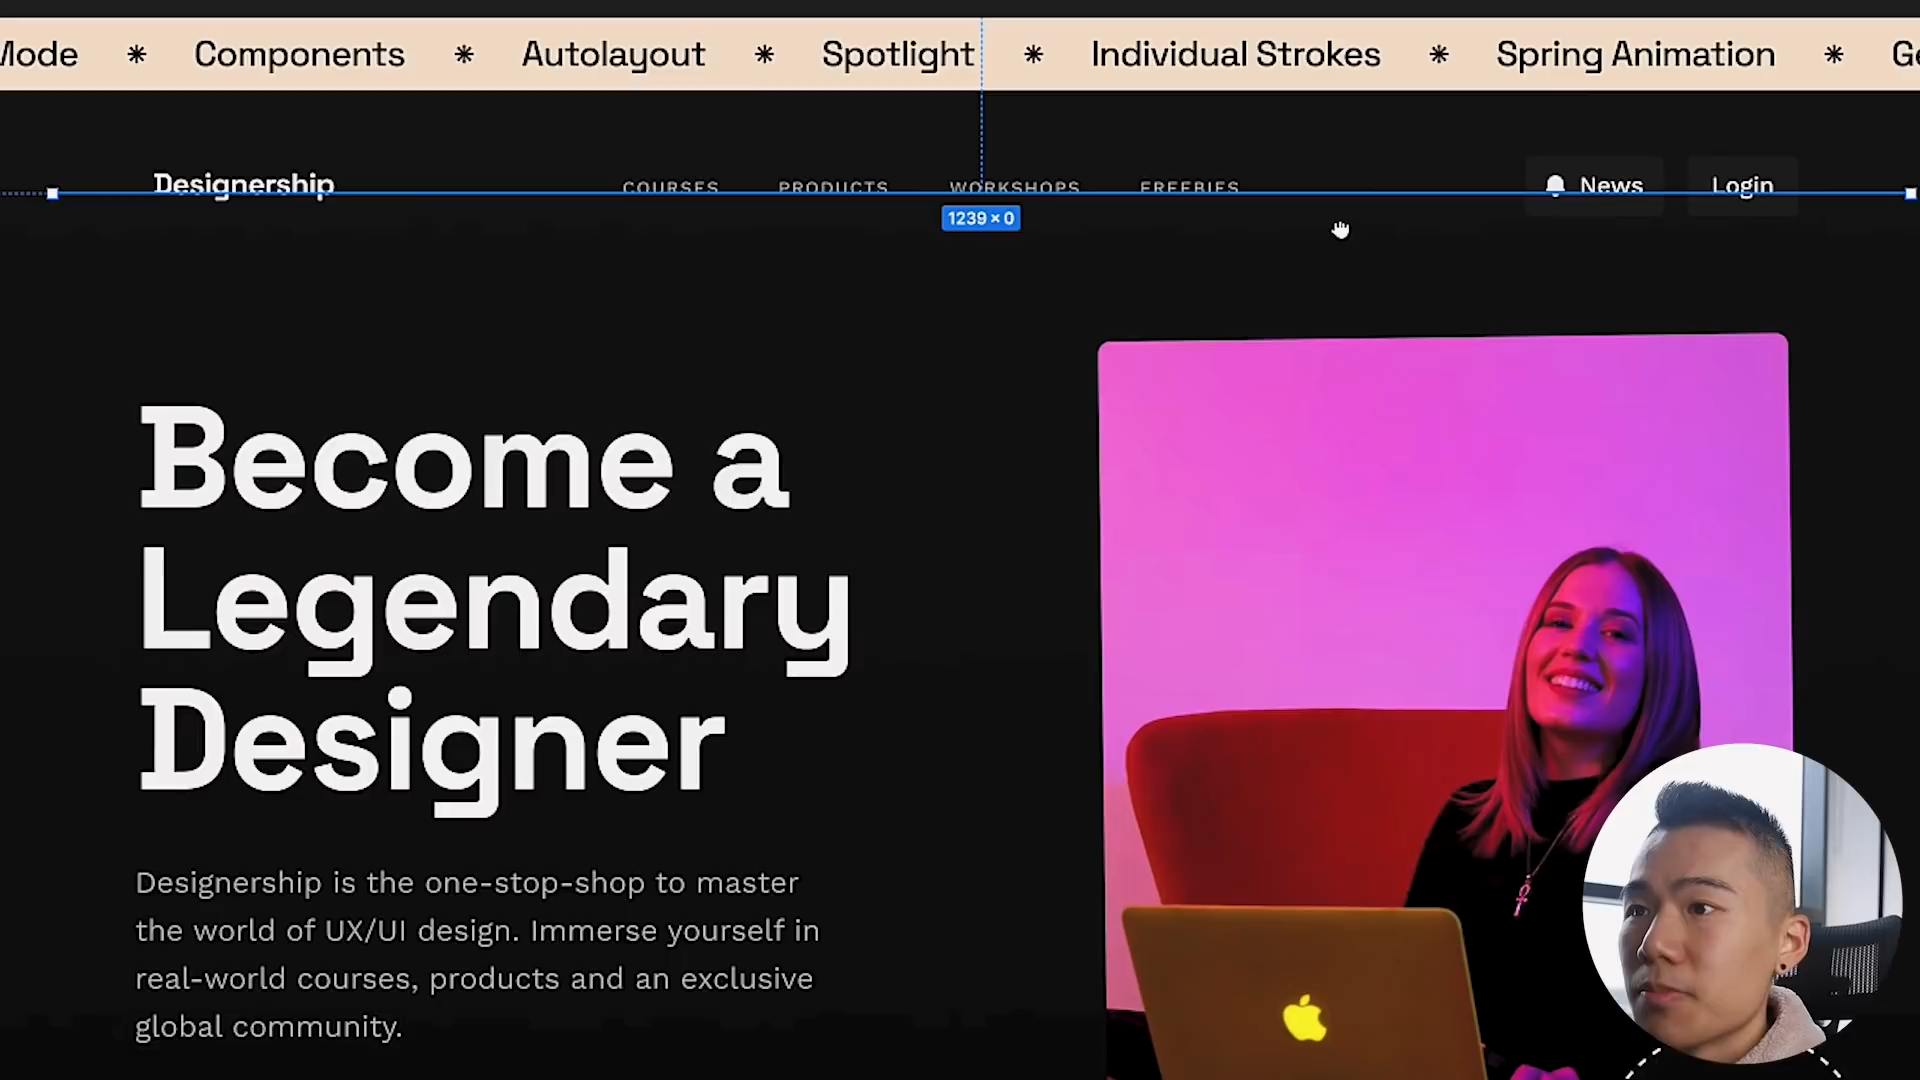 Mode * Components * Autolayout * Spotlight * Individual Strokes * Spring Animation *
Designership COURSES PRODUCTS WORKSHOPS FREEBIES News Login
1239 × 0
Become a
Legendary
Designer
Designership is the one-stop-shop to master
the world of UX/UI design. Immerse yourself in
real-world courses, products and an exclusive
global community.